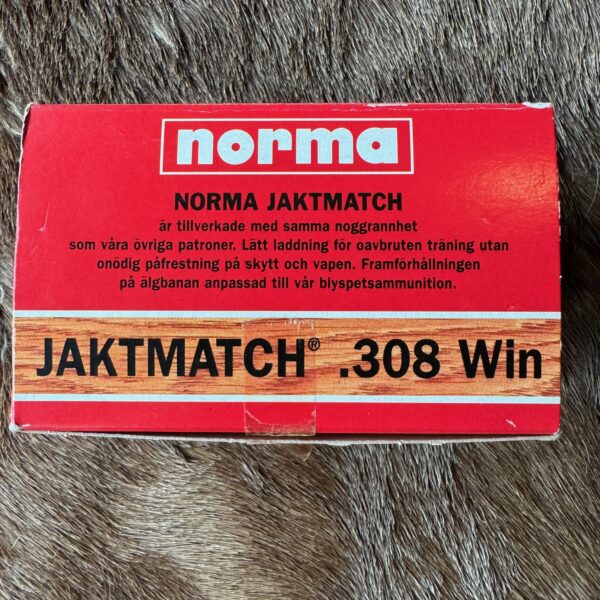 norma
NORMA JAKTMATCH
är tillverkade med samma noggrannhet
som våra övriga patroner. Lätt laddning för oavbruten träning utan
onödig påfrestning på skytt och vapen. Framförhållningen
på älgbanan anpassad till vår blyspetsammunition.
JAKTMATCH® .308 Win